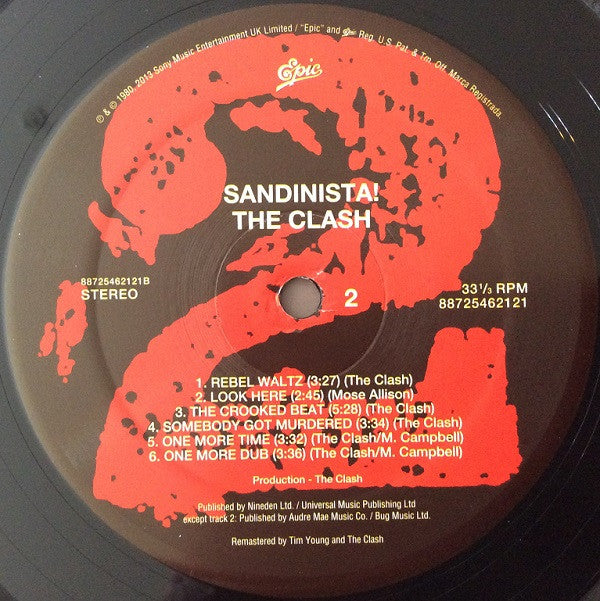 ℗ & © 1980, 2013 Sony Music Entertainment UK Limited / "Epic" and Epic Reg. U.S. Pat. & Tm. Off. Marca Registrada.
Epic
SANDINISTA!
THE CLASH
88725462121B
STEREO
2
33 1/3 RPM
88725462121
1. REBEL WALTZ (3:27) (The Clash)
2. LOOK HERE (2:45) (Mose Allison)
3. THE CROOKED BEAT (5:28) (The Clash)
4. SOMEBODY GOT MURDERED (3:34) (The Clash)
5. ONE MORE TIME (3:32) (The Clash/M. Campbell)
6. ONE MORE DUB (3:36) (The Clash/M. Campbell)
Production - The Clash
Published by Nineden Ltd. / Universal Music Publishing Ltd
except track 2: Published by Audre Mae Music Co. / Bug Music Ltd.
Remastered by Tim Young and The Clash